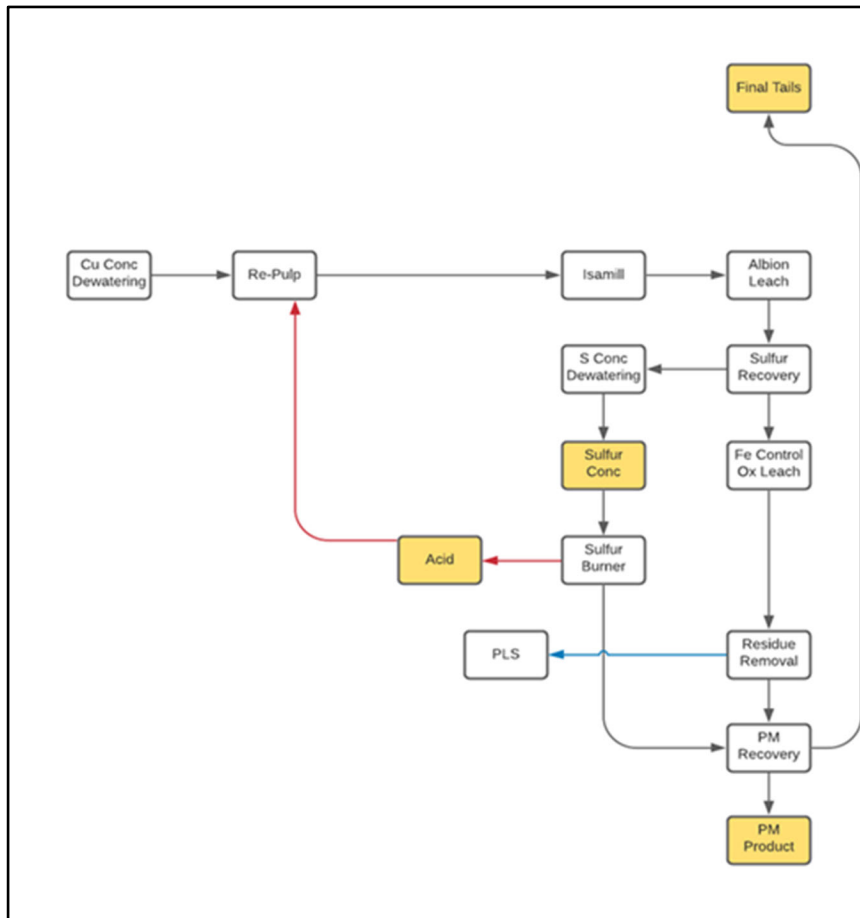 Final Tails
Cu Conc
Dewatering
Re-Pulp
Isamill
Albion
Leach
S Conc
Dewatering
Sulfur
Recovery
Sulfur
Conc
Fe Control
Ox Leach
Acid
Sulfur
Burner
PLS
Residue
Removal
PM
Recovery
PM
Product